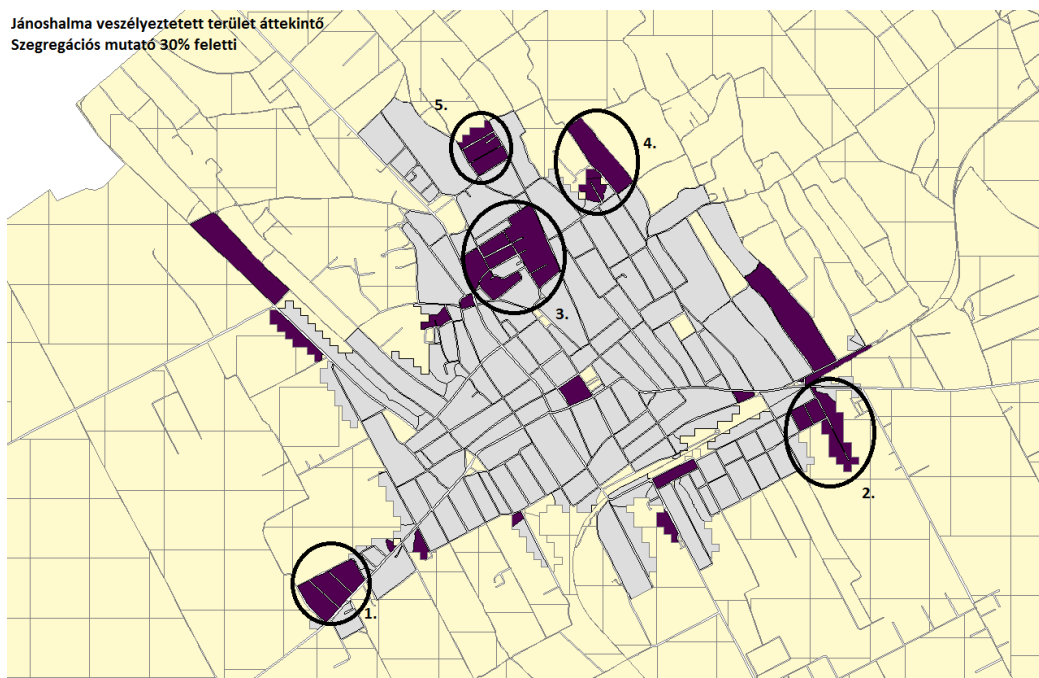 Jánoshalma veszélyeztetett terület áttekintő
Szegregációs mutató 30% feletti
5.
4.
3.
2.
1.